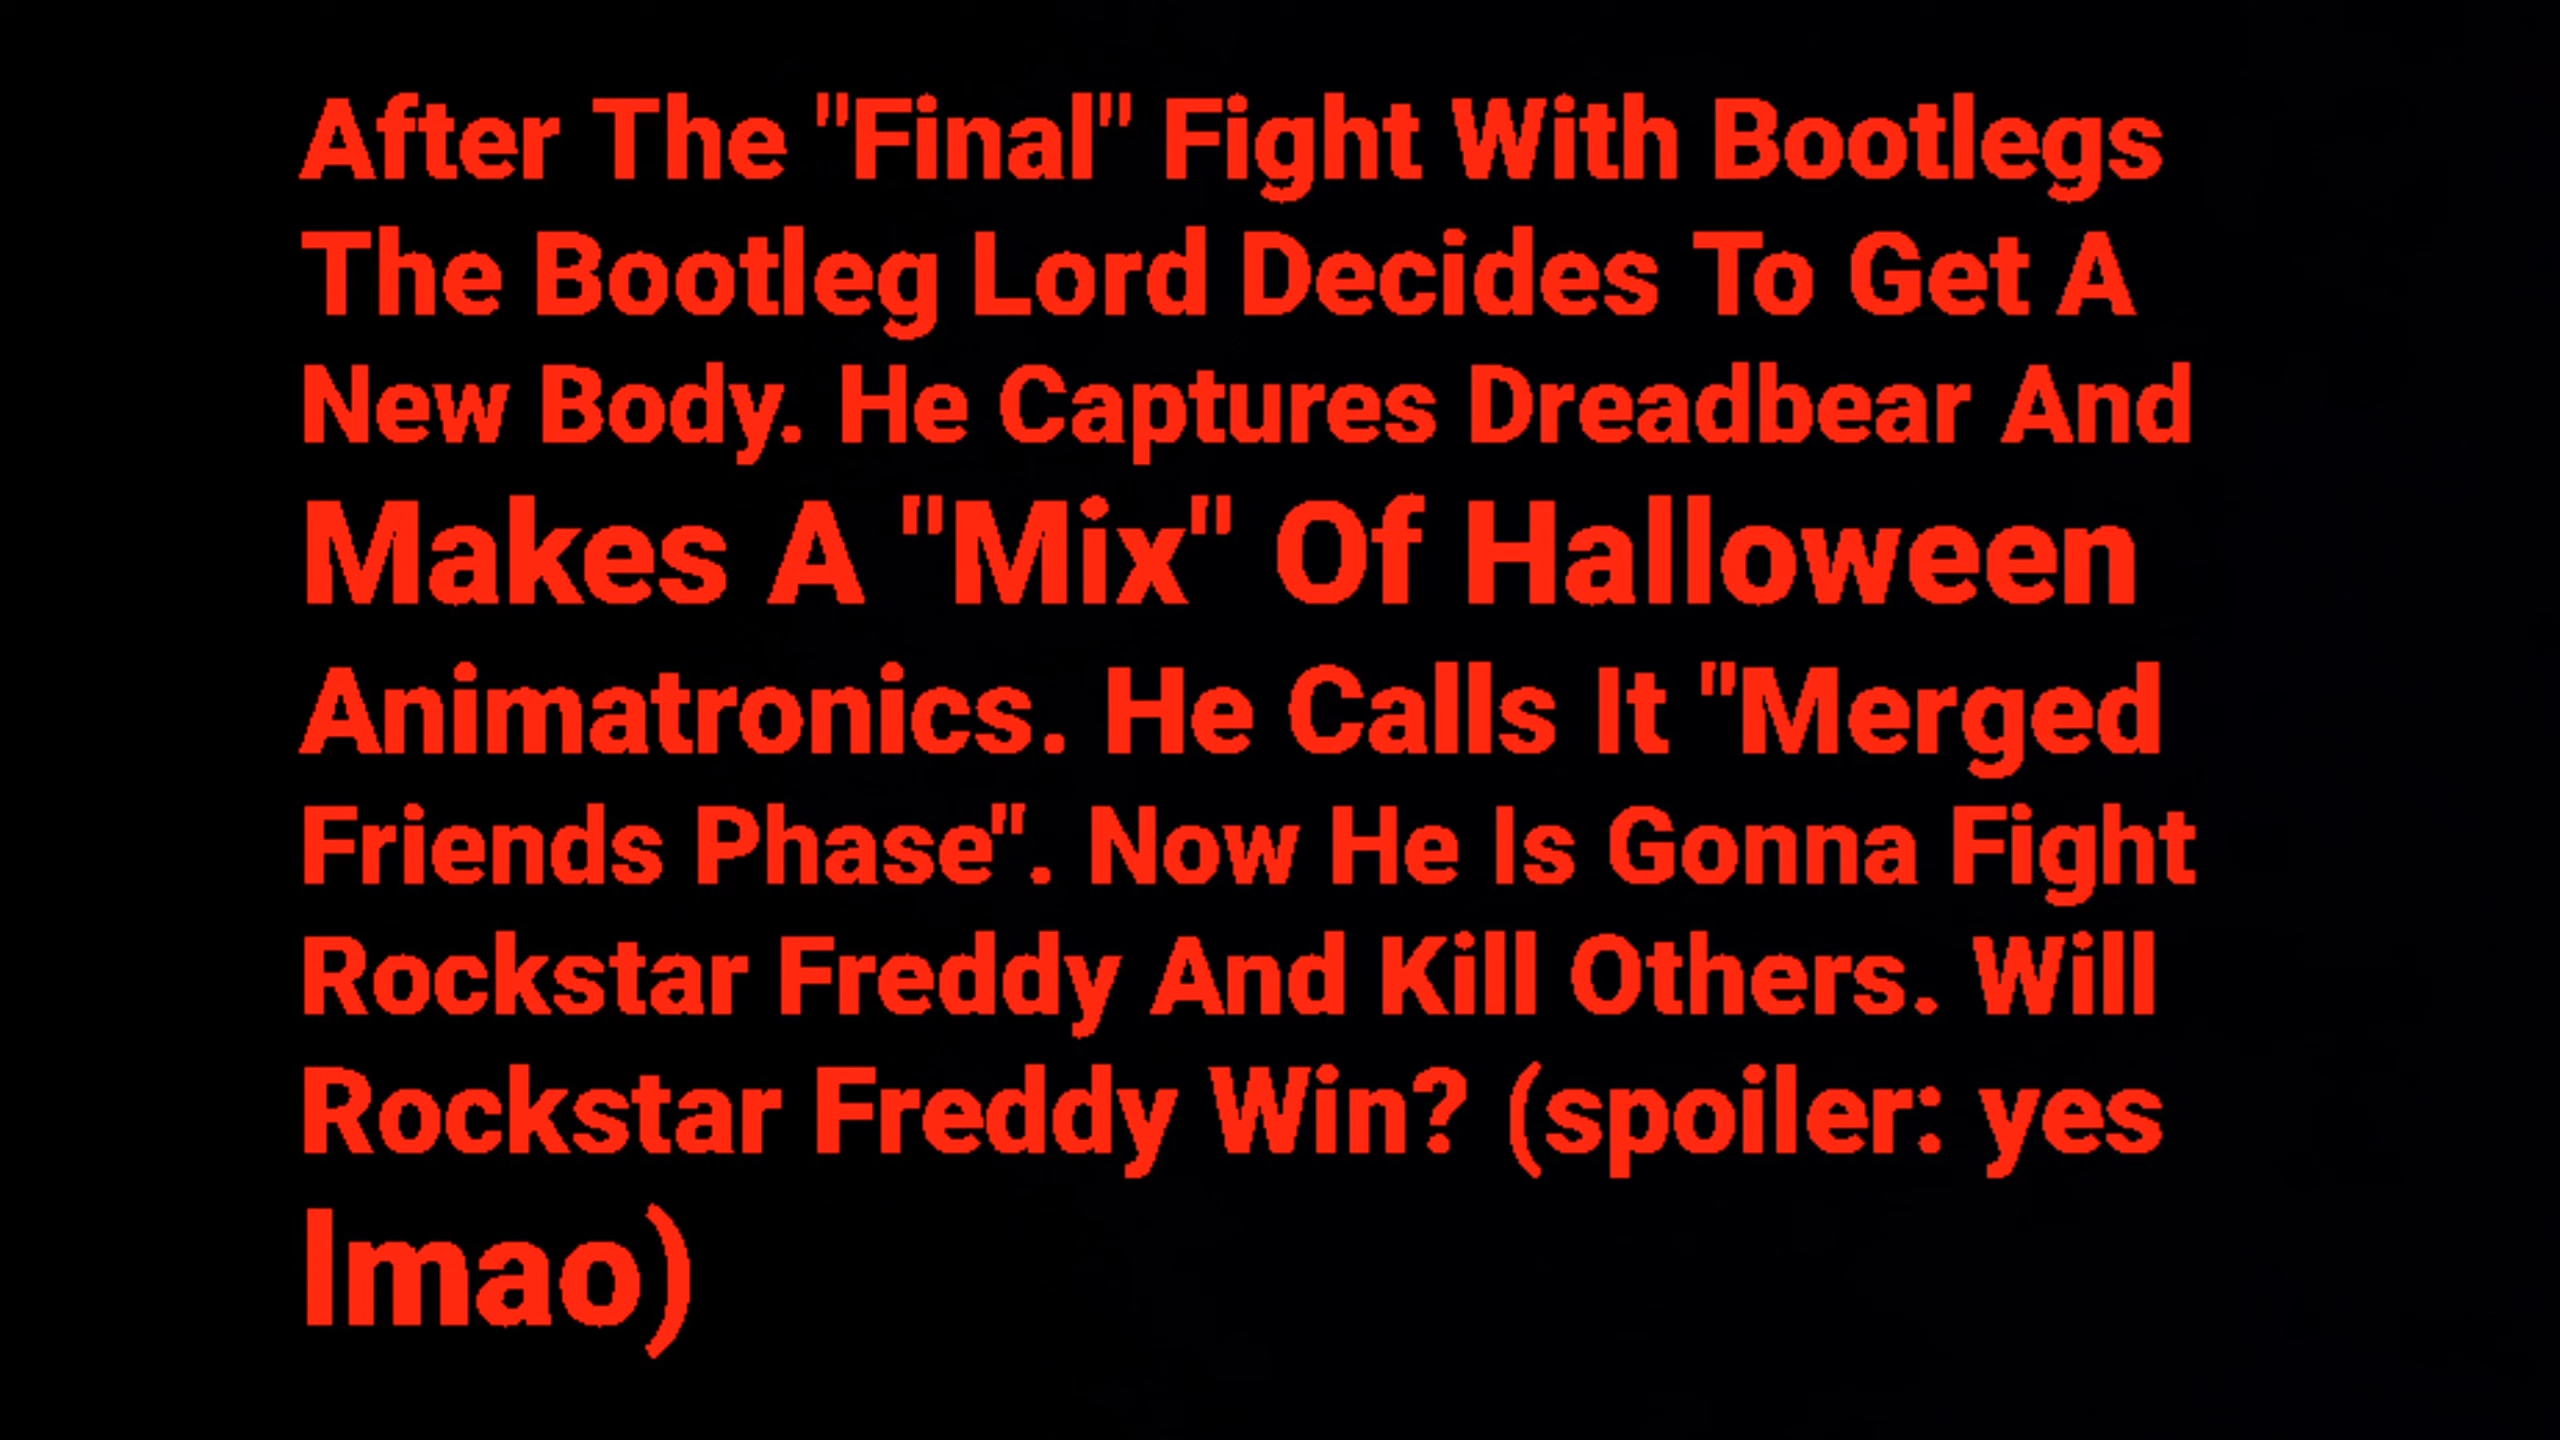 After The "Final" Fight With Bootlegs
The Bootleg Lord Decides To Get A
New Body. He Captures Dreadbear And
Makes A "Mix" Of Halloween
Animatronics. He Calls It "Merged
Friends Phase". Now He Is Gonna Fight
Rockstar Freddy And Kill Others. Will
Rockstar Freddy Win? (spoiler: yes
lmao)